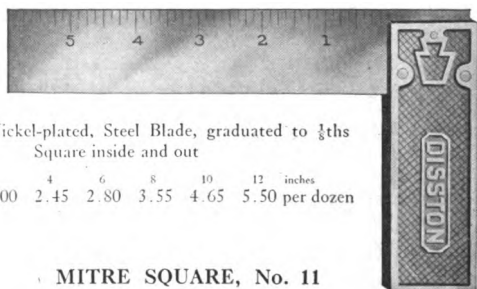 5 4 3 2 1
DISSTON
ickel-plated, Steel Blade, graduated to ⅛ths
Square inside and out
4 6 8 10 12 inches
00 2.45 2.80 3.55 4.65 5.50 per dozen
MITRE SQUARE, No. 11